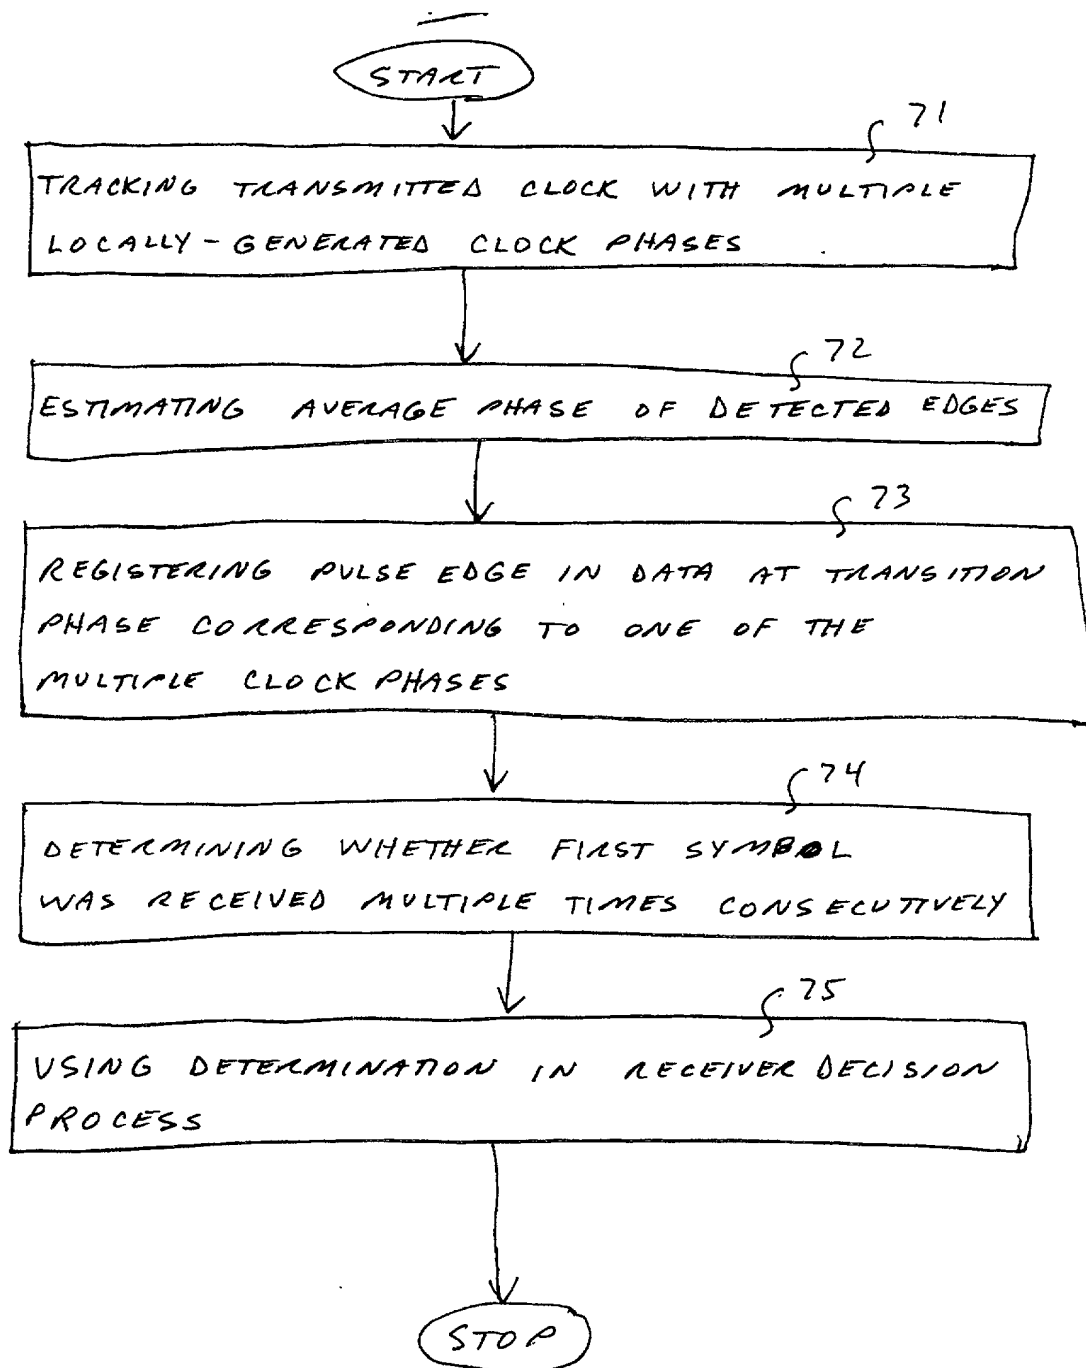 START
71
TRACKING TRANSMITTED CLOCK WITH MULTIPLE
LOCALLY-GENERATED CLOCK PHASES
72
ESTIMATING AVERAGE PHASE OF DETECTED EDGES
73
REGISTERING PULSE EDGE IN DATA AT TRANSITION
PHASE CORRESPONDING TO ONE OF THE
MULTIPLE CLOCK PHASES
74
DETERMINING WHETHER FIRST SYMBOL
WAS RECEIVED MULTIPLE TIMES CONSECUTIVELY
75
USING DETERMINATION IN RECEIVER DECISION
PROCESS
STOP